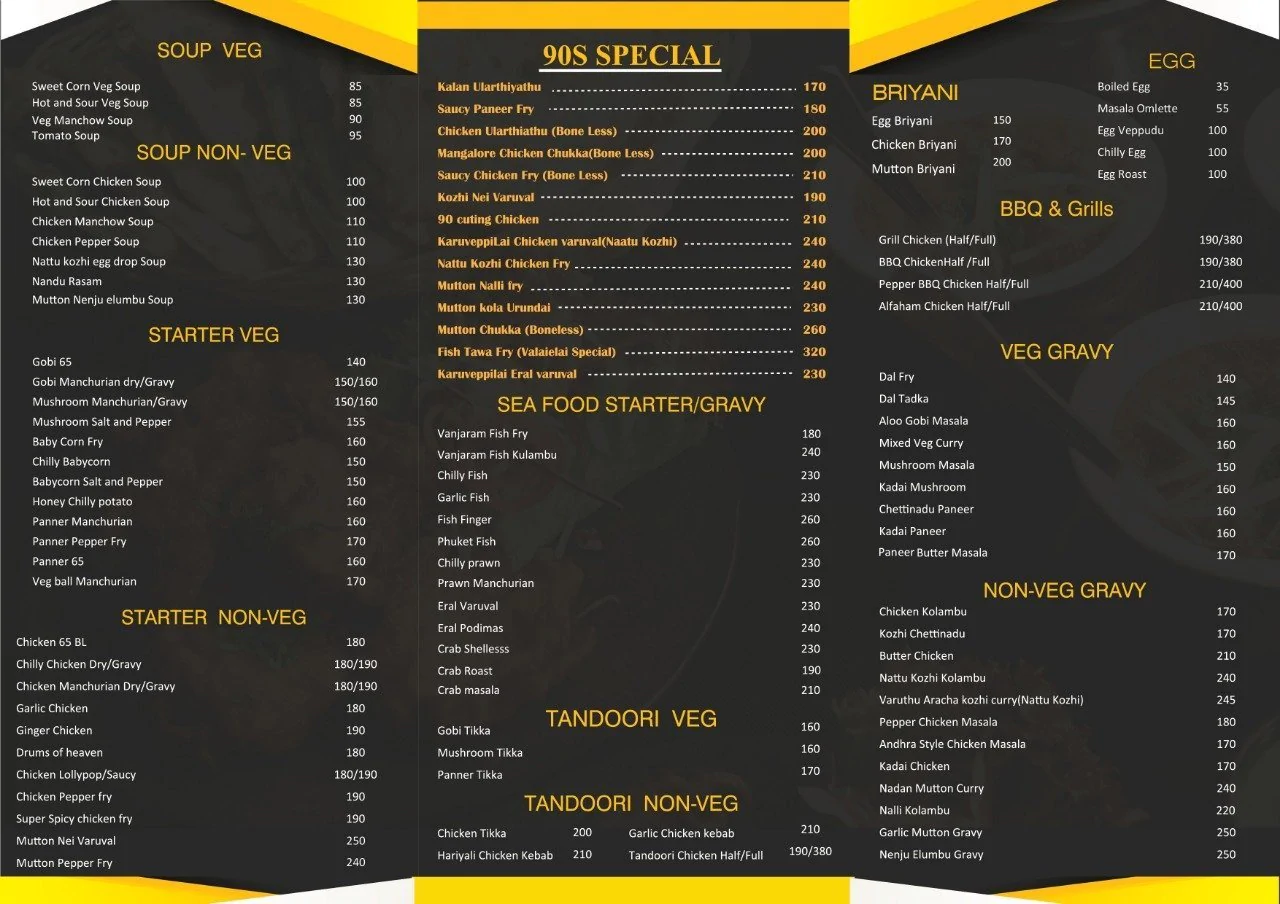 SOUP VEG
Sweet Corn Veg Soup 85
Hot and Sour Veg Soup 85
Veg Manchow Soup 90
Tomato Soup 95
SOUP NON- VEG
Sweet Corn Chicken Soup 100
Hot and Sour Chicken Soup 100
Chicken Manchow Soup 110
Chicken Pepper Soup 110
Nattu kozhi egg drop Soup 130
Nandu Rasam 130
Mutton Nenju elumbu Soup 130
STARTER VEG
Gobi 65 140
Gobi Manchurian dry/Gravy 150/160
Mushroom Manchurian/Gravy 150/160
Mushroom Salt and Pepper 155
Baby Corn Fry 160
Chilly Babycorn 150
Babycorn Salt and Pepper 150
Honey Chilly potato 160
Panner Manchurian 160
Panner Pepper Fry 170
Panner 65 160
Veg ball Manchurian 170
STARTER NON-VEG
Chicken 65 BL 180
Chilly Chicken Dry/Gravy 180/190
Chicken Manchurian Dry/Gravy 180/190
Garlic Chicken 180
Ginger Chicken 190
Drums of heaven 180
Chicken Lollypop/Saucy 180/190
Chicken Pepper fry 190
Super Spicy chicken fry 190
Mutton Nei Varuval 250
Mutton Pepper Fry 240
90S SPECIAL
Kalan Ularthiyathu 170
Saucy Paneer Fry 180
Chicken Ularthiathu (Bone Less) 200
Mangalore Chicken Chukka(Bone Less) 200
Saucy Chicken Fry (Bone Less) 210
Kozhi Nei Varuval 190
90 cuting Chicken 210
KaruveppiLai Chicken varuval(Naatu Kozhi) 240
Nattu Kozhi Chicken Fry 240
Mutton Nalli fry 240
Mutton kola Urundai 230
Mutton Chukka (Boneless) 260
Fish Tawa Fry (Valaielai Special) 320
Karuveppilai Eral varuval 230
SEA FOOD STARTER/GRAVY
Vanjaram Fish Fry 180
Vanjaram Fish Kulambu 240
Chilly Fish 230
Garlic Fish 230
Fish Finger 260
Phuket Fish 260
Chilly prawn 230
Prawn Manchurian 230
Eral Varuval 230
Eral Podimas 240
Crab Shellesss 230
Crab Roast 190
Crab masala 210
TANDOORI VEG
Gobi Tikka 160
Mushroom Tikka 160
Panner Tikka 170
TANDOORI NON-VEG
Chicken Tikka 200 Garlic Chicken kebab 210
Hariyali Chicken Kebab 210 Tandoori Chicken Half/Full 190/380
BRIYANI
Egg Briyani 150
Chicken Briyani 170
Mutton Briyani 200
EGG
Boiled Egg 35
Masala Omlette 55
Egg Veppudu 100
Chilly Egg 100
Egg Roast 100
BBQ & Grills
Grill Chicken (Half/Full) 190/380
BBQ ChickenHalf /Full 190/380
Pepper BBQ Chicken Half/Full 210/400
Alfaham Chicken Half/Full 210/400
VEG GRAVY
Dal Fry 140
Dal Tadka 145
Aloo Gobi Masala 160
Mixed Veg Curry 160
Mushroom Masala 150
Kadai Mushroom 160
Chettinadu Paneer 160
Kadai Paneer 160
Paneer Butter Masala 170
NON-VEG GRAVY
Chicken Kolambu 170
Kozhi Chettinadu 170
Butter Chicken 210
Nattu Kozhi Kolambu 240
Varuthu Aracha kozhi curry(Nattu Kozhi) 245
Pepper Chicken Masala 180
Andhra Style Chicken Masala 170
Kadai Chicken 170
Nadan Mutton Curry 240
Nalli Kolambu 220
Garlic Mutton Gravy 250
Nenju Elumbu Gravy 250